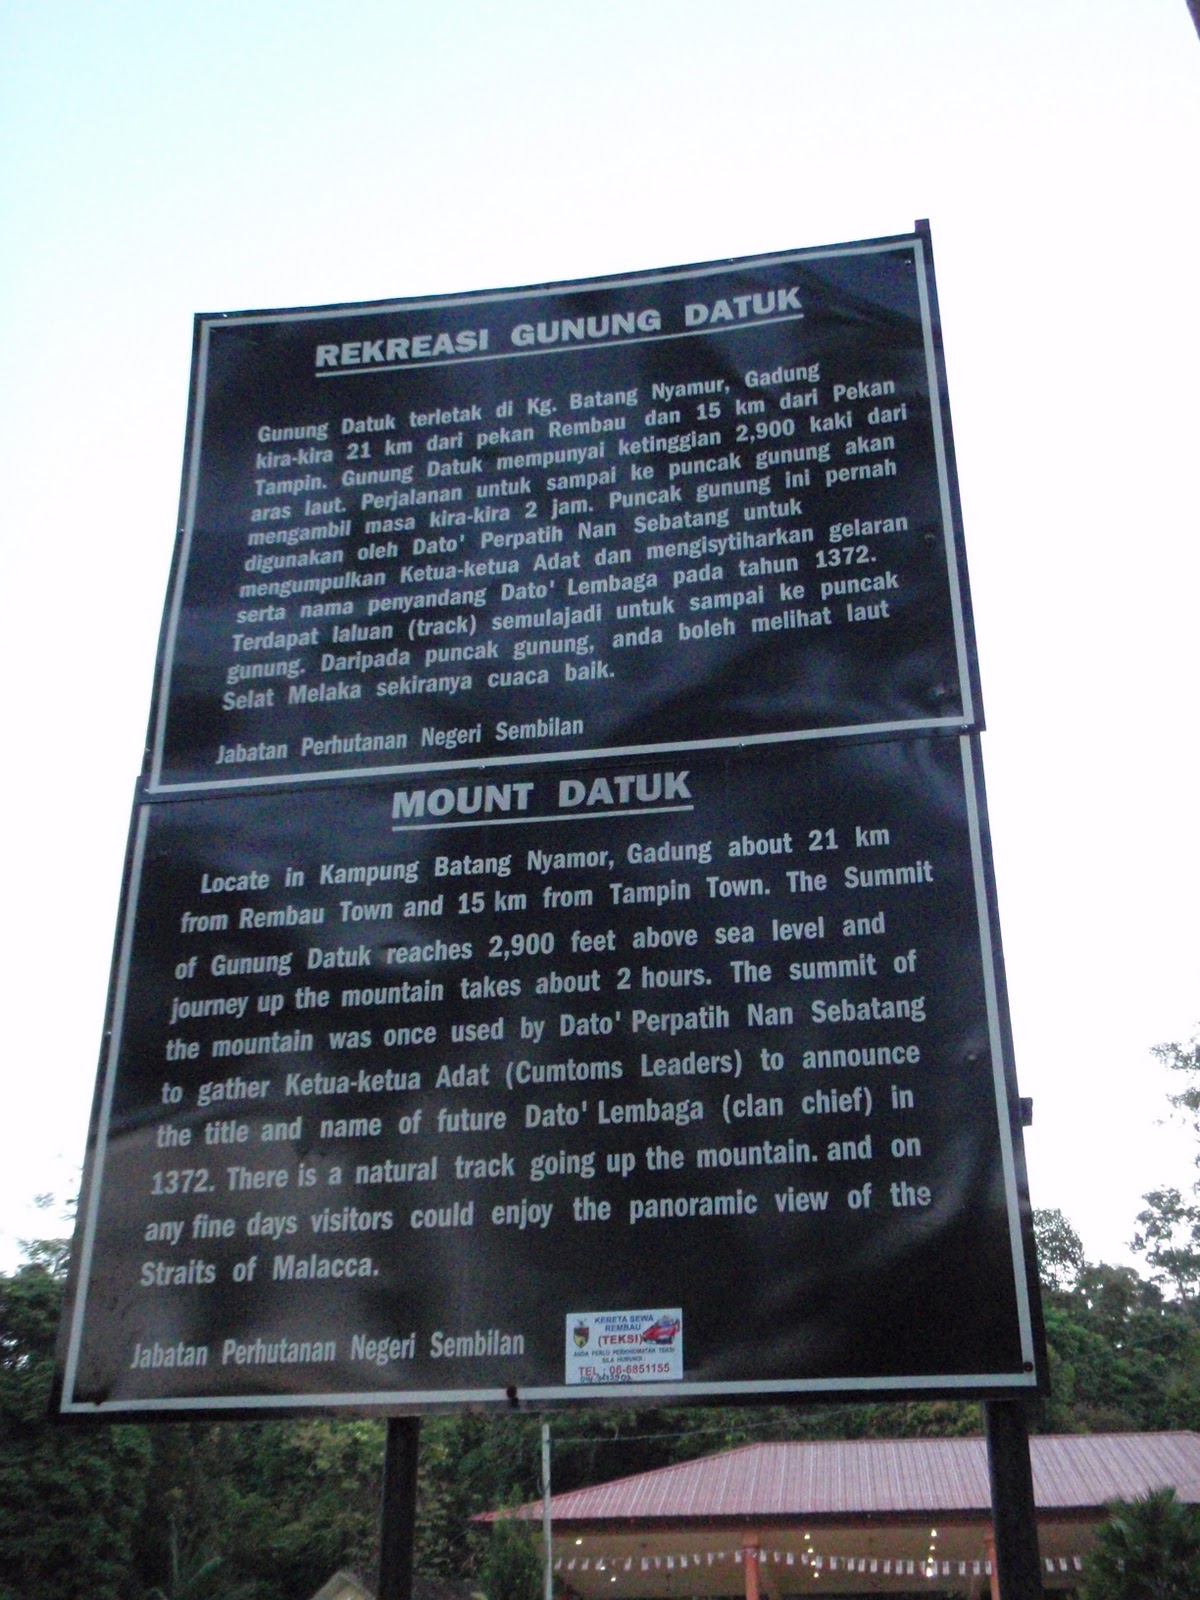 REKREASI GUNUNG DATUK
Gunung Datuk terletak di Kg. Batang Nyamur, Gadung
kira-kira 21 km dari pekan Rembau dan 15 km dari Pekan
Tampin. Gunung Datuk mempunyai ketinggian 2,900 kaki dari
aras laut. Perjalanan untuk sampai ke puncak gunung akan
mengambil masa kira-kira 2 jam. Puncak gunung ini pernah
digunakan oleh Dato' Perpatih Nan Sebatang untuk
mengumpulkan Ketua-ketua Adat dan mengisytiharkan gelaran
serta nama penyandang Dato' Lembaga pada tahun 1372.
Terdapat laluan (track) semulajadi untuk sampai ke puncak
gunung. Daripada puncak gunung, anda boleh melihat laut
Selat Melaka sekiranya cuaca baik.
Jabatan Perhutanan Negeri Sembilan
MOUNT DATUK
Locate in Kampung Batang Nyamor, Gadung about 21 km
from Rembau Town and 15 km from Tampin Town. The Summit
of Gunung Datuk reaches 2,900 feet above sea level and
journey up the mountain takes about 2 hours. The summit of
the mountain was once used by Dato' Perpatih Nan Sebatang
to gather Ketua-ketua Adat (Cumtoms Leaders) to announce
the title and name of future Dato' Lembaga (clan chief) in
1372. There is a natural track going up the mountain. and on
any fine days visitors could enjoy the panoramic view of the
Straits of Malacca.
Jabatan Perhutanan Negeri Sembilan
KERETA SEWA
REMBAU
(TEKSI)
ANDA PERLU PERKHIDMATAN TEKSI
SILA HUBUNGI :
TEL : 06-6851155